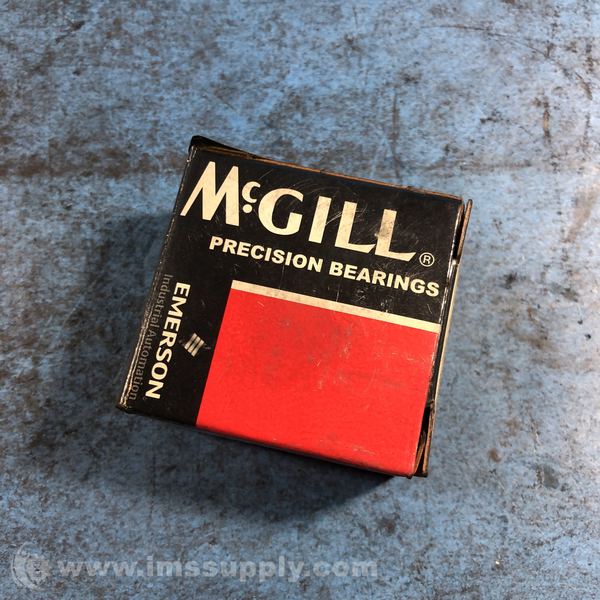 McGILL®
PRECISION BEARINGS
EMERSON
Industrial Automation
www.imssupply.com